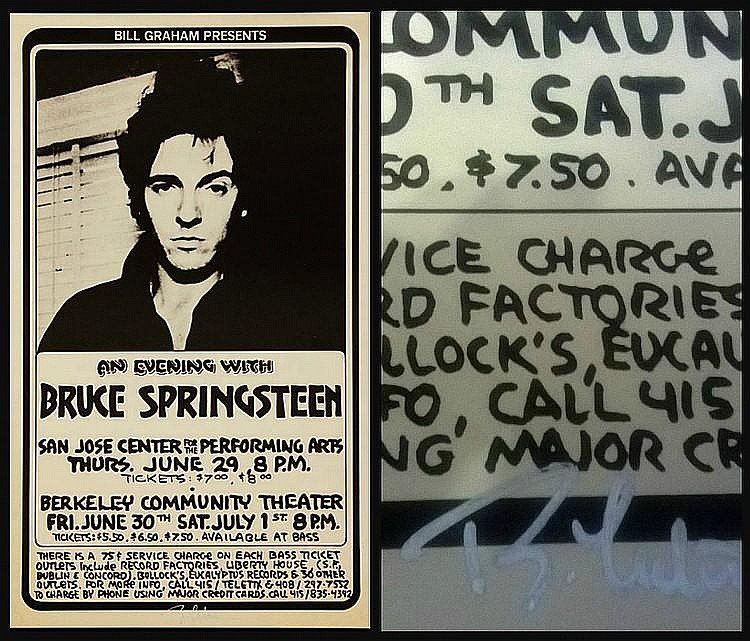 BILL GRAHAM PRESENTS
AN EVENING WITH
BRUCE SPRINGSTEEN
SAN JOSE CENTER FOR THE PERFORMING ARTS
THURS. JUNE 29, 8 P.M.
TICKETS: $7.00, $8.00
BERKELEY COMMUNITY THEATER
FRI. JUNE 30TH SAT. JULY 1ST. 8 P.M.
TICKETS: $5.50, $6.50, $7.50. AVAILABLE AT BASS
THERE IS A 75¢ SERVICE CHARGE ON EACH BASS TICKET
OUTLETS INCLUDE RECORD FACTORIES, LIBERTY HOUSE, (S.F.,
DUBLIN & CONCORD), BULLOCK'S, EUCALYPTUS RECORDS & 36 OTHER
OUTLETS. FOR MORE INFO, CALL 415/TELETIX & 408/297-7552
TO CHARGE BY PHONE USING MAJOR CREDIT CARDS. CALL 415/835-4342
OMMUN
0TH SAT. J
50, $7.50. AVA
VICE CHARGE
RD FACTORIES
LLOCK'S, EUCAL
FO, CALL 415
NG MAJOR CR